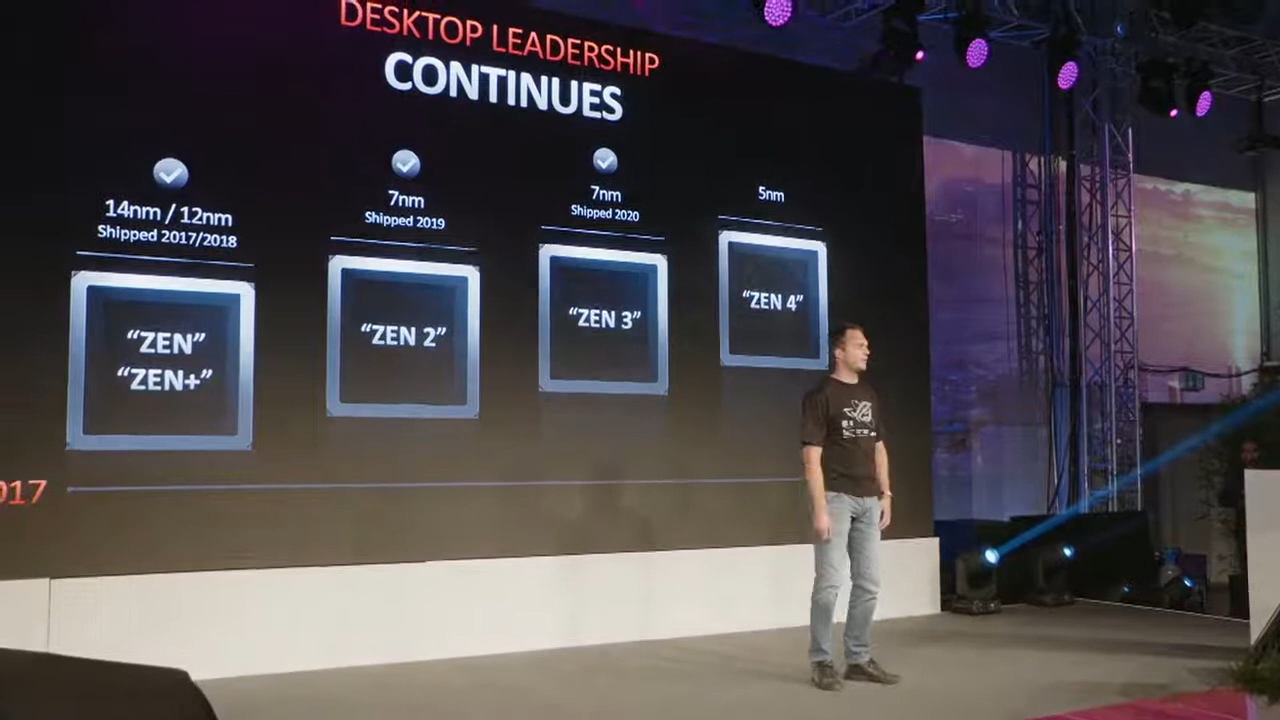 DESKTOP LEADERSHIP
CONTINUES
14nm / 12nm
Shipped 2017/2018
"ZEN"
"ZEN+"
7nm
Shipped 2019
"ZEN 2"
7nm
Shipped 2020
"ZEN 3"
5nm
"ZEN 4"
017